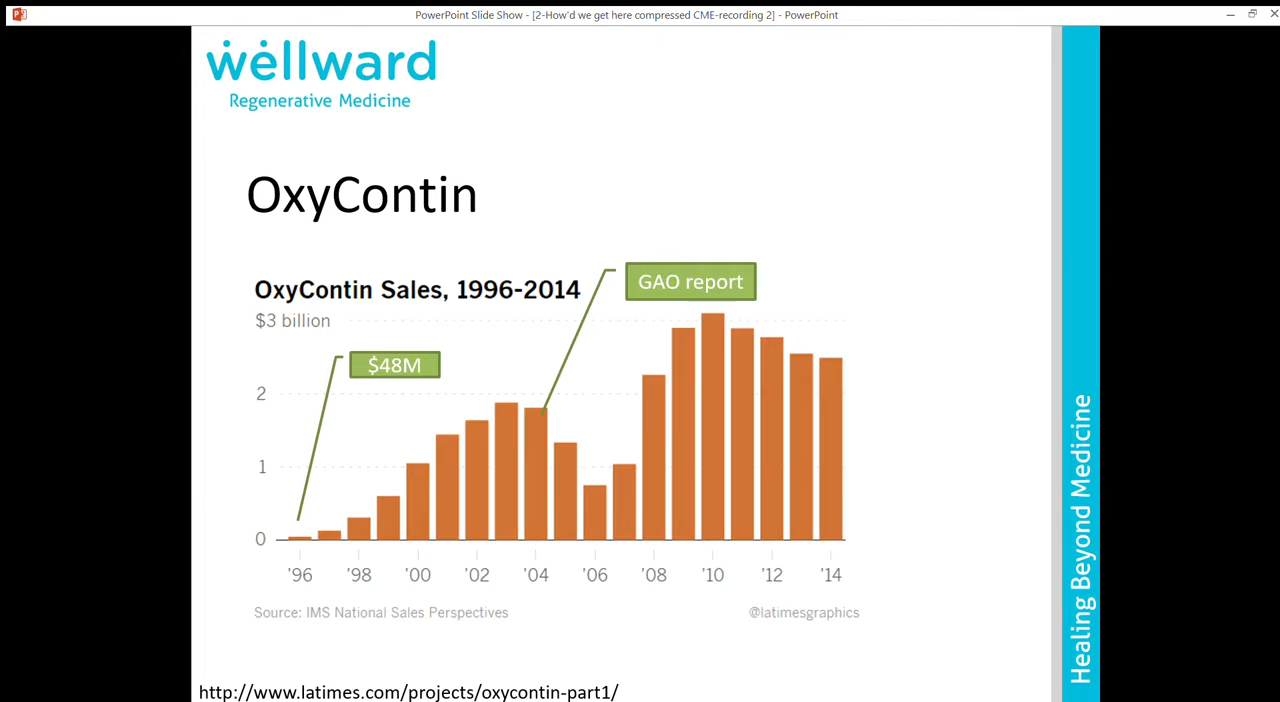 PowerPoint Slide Show - [2-How'd we get here compressed CME-recording 2] - PowerPoint
wellward
Regenerative Medicine
OxyContin
OxyContin Sales, 1996-2014
GAO report
$3 billion
$48M
2
1
0
'96 '98 '00 '02 '04 '06 '08 '10 '12 '14
Source: IMS National Sales Perspectives
@latimesgraphics
http://www.latimes.com/projects/oxycontin-part1/
Healing Beyond Medicine